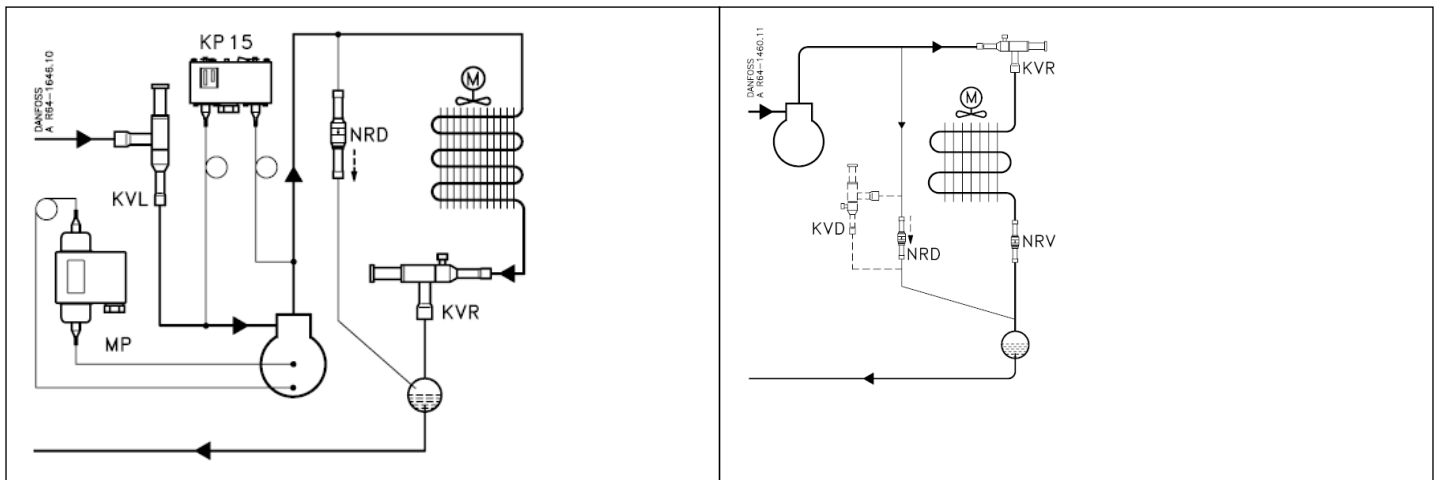 KP 15
DANFOSS
A R64-1646.10
M
NRD
KVL
KVR
MP
DANFOSS
A R64-1460.11
KVR
M
KVD
NRD
NRV